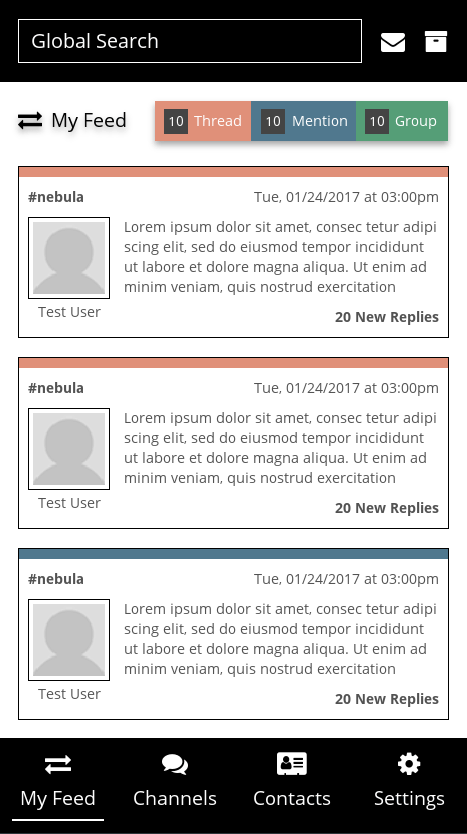 Global Search
My Feed
10 Thread 10 Mention 10 Group
#nebula Tue, 01/24/2017 at 03:00pm
Lorem ipsum dolor sit amet, consec tetur adipi
scing elit, sed do eiusmod tempor incididunt
ut labore et dolore magna aliqua. Ut enim ad
minim veniam, quis nostrud exercitation
Test User
20 New Replies
#nebula Tue, 01/24/2017 at 03:00pm
Lorem ipsum dolor sit amet, consec tetur adipi
scing elit, sed do eiusmod tempor incididunt
ut labore et dolore magna aliqua. Ut enim ad
minim veniam, quis nostrud exercitation
Test User
20 New Replies
#nebula Tue, 01/24/2017 at 03:00pm
Lorem ipsum dolor sit amet, consec tetur adipi
scing elit, sed do eiusmod tempor incididunt
ut labore et dolore magna aliqua. Ut enim ad
minim veniam, quis nostrud exercitation
Test User
20 New Replies
My Feed Channels Contacts Settings